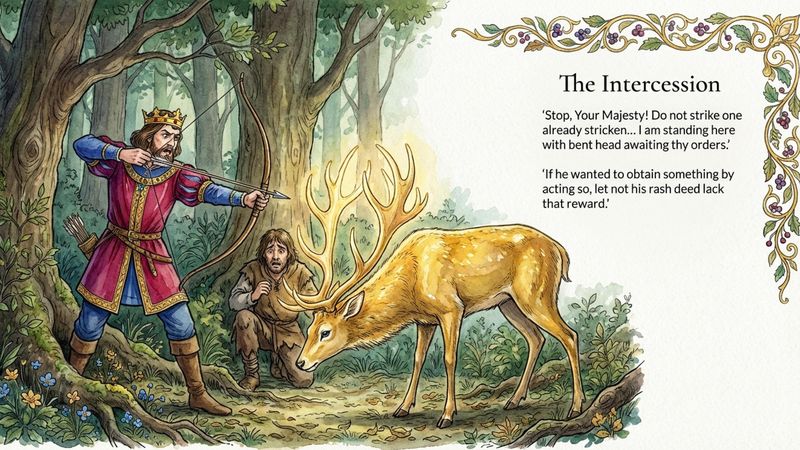 The Intercession
‘Stop, Your Majesty! Do not strike one
already stricken... I am standing here
with bent head awaiting thy orders.’
‘If he wanted to obtain something by
acting so, let not his rash deed lack
that reward.’